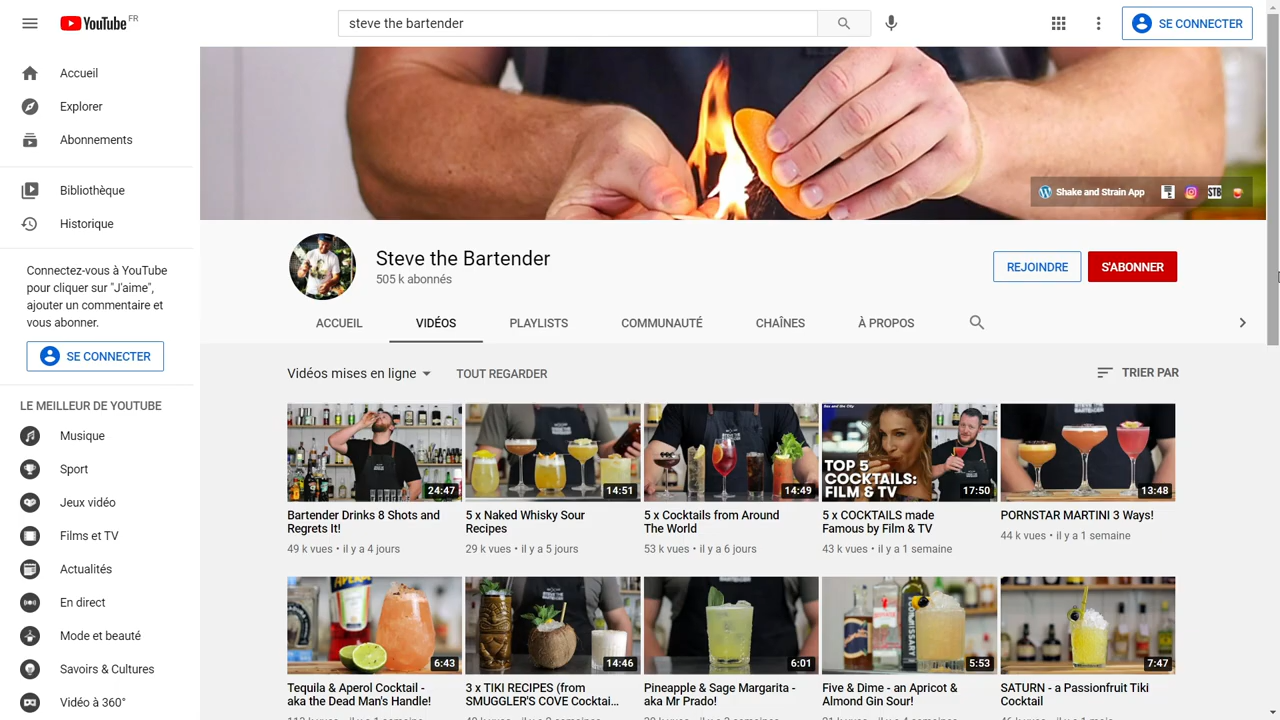 YouTube FR
steve the bartender
SE CONNECTER
Accueil
Explorer
Abonnements
Bibliothèque
Historique
Connectez-vous à YouTube
pour cliquer sur "J'aime",
ajouter un commentaire et
vous abonner.
SE CONNECTER
LE MEILLEUR DE YOUTUBE
Musique
Sport
Jeux vidéo
Films et TV
Actualités
En direct
Mode et beauté
Savoirs & Cultures
Vidéo à 360°
Shake and Strain App
STB
Steve the Bartender
505 k abonnés
REJOINDRE
S'ABONNER
ACCUEIL
VIDÉOS
PLAYLISTS
COMMUNAUTÉ
CHAÎNES
À PROPOS
Vidéos mises en ligne
TOUT REGARDER
TRIER PAR
24:47
Bartender Drinks 8 Shots and
Regrets It!
49 k vues • il y a 4 jours
14:51
5 x Naked Whisky Sour
Recipes
29 k vues • il y a 5 jours
14:49
5 x Cocktails from Around
The World
53 k vues • il y a 6 jours
TOP 5
COCKTAILS:
FILM & TV
17:50
5 x COCKTAILS made
Famous by Film & TV
43 k vues • il y a 1 semaine
13:48
PORNSTAR MARTINI 3 Ways!
44 k vues • il y a 1 semaine
6:43
Tequila & Aperol Cocktail -
aka the Dead Man's Handle!
14:46
3 x TIKI RECIPES (from
SMUGGLER'S COVE Cocktai...
6:01
Pineapple & Sage Margarita -
aka Mr Prado!
5:53
Five & Dime - an Apricot &
Almond Gin Sour!
7:47
SATURN - a Passionfruit Tiki
Cocktail